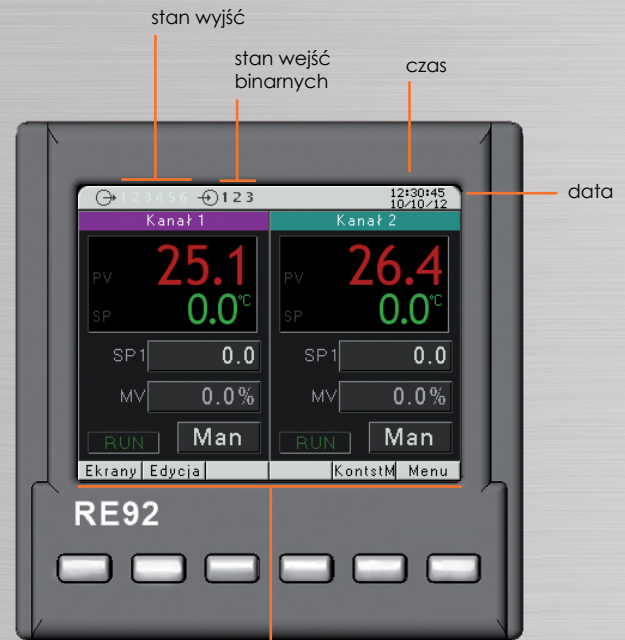 stan wyjść
stan wejść
binarnych
czas
123456 123
12:30:45
10/10/12
data
Kanał 1 Kanał 2
PV 25.1 PV 26.4
SP 0.0°C SP 0.0°C
SP1 0.0 SP1 0.0
MV 0.0% MV 0.0%
RUN Man RUN Man
Ekrany Edycja KontstM Menu
RE92